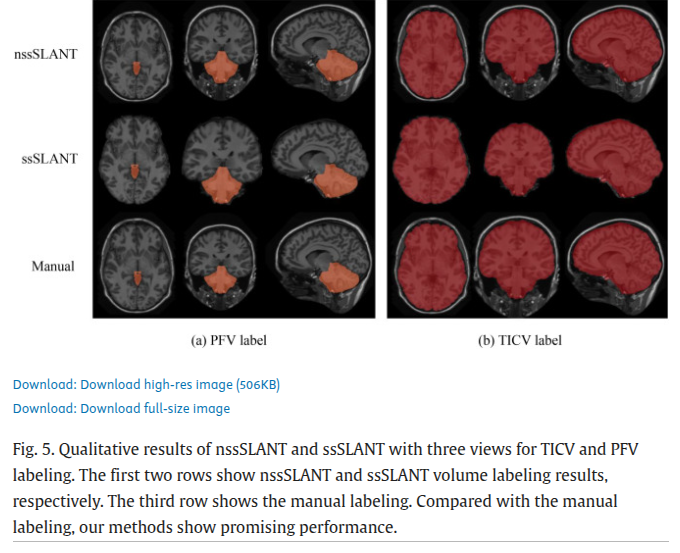 nssSLANT
ssSLANT
Manual
(a) PFV label
(b) TICV label
Download: Download high-res image (506KB)
Download: Download full-size image
Fig. 5. Qualitative results of nssSLANT and ssSLANT with three views for TICV and PFV
labeling. The first two rows show nssSLANT and ssSLANT volume labeling results,
respectively. The third row shows the manual labeling. Compared with the manual
labeling, our methods show promising performance.